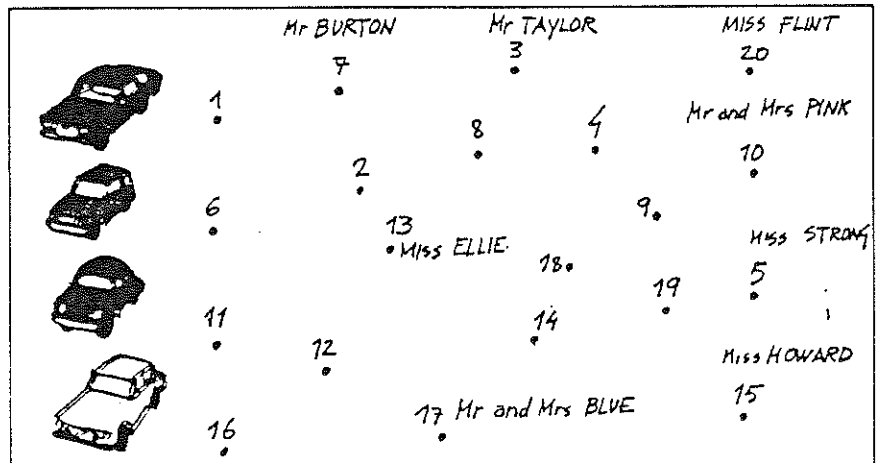 Mr BURTON Mr TAYLOR MISS FLINT
7 3 20
1
Mr and Mrs PINK
8 4
10
2
6 9
13
Miss ELLIE
Miss STRONG
18
5
19
11 14
12
Miss HOWARD
15
17 Mr and Mrs BLUE
16